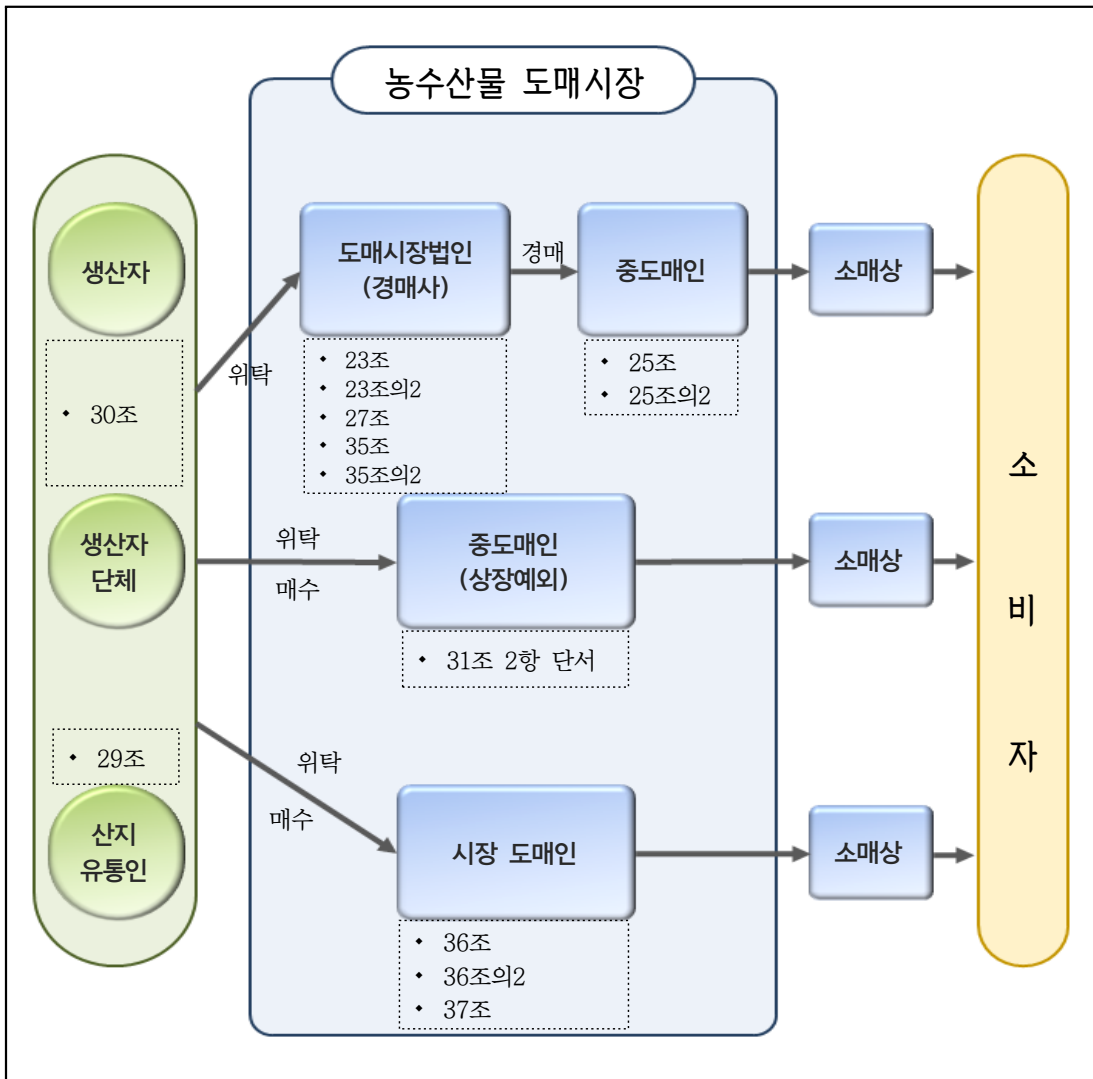 농수산물 도매시장
생산자
• 30조
생산자
단체
• 29조
산지
유통인
위탁
도매시장법인
(경매사)
• 23조
• 23조의2
• 27조
• 35조
• 35조의2
경매
중도매인
• 25조
• 25조의2
소매상
위탁
매수
중도매인
(상장예외)
• 31조 2항 단서
소매상
위탁
매수
시장 도매인
• 36조
• 36조의2
• 37조
소매상
소
비
자